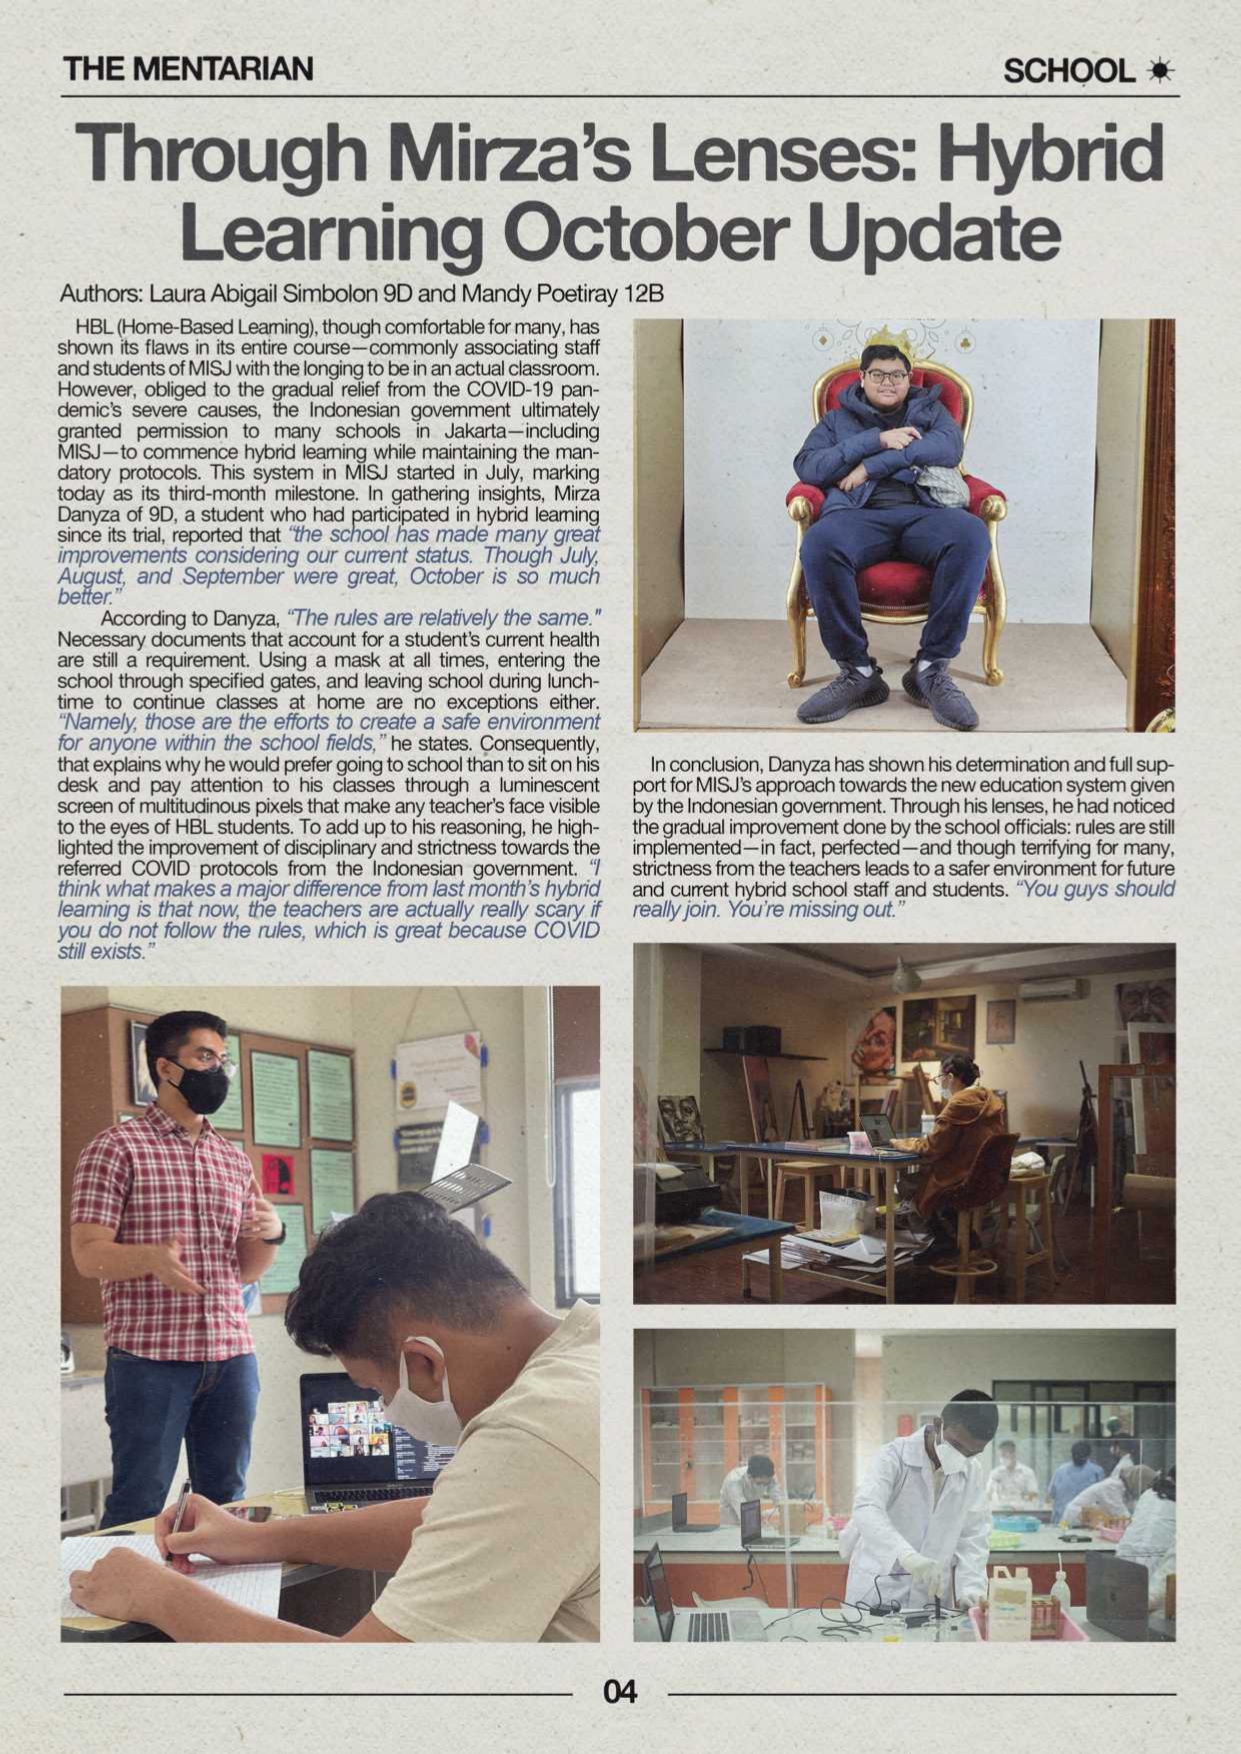 THE MENTARIAN
SCHOOL
Through Mirza's Lenses: Hybrid
Learning October Update
Authors: Laura Abigail Simbolon 9D and Mandy Poetiray 12B
HBL (Home-Based Learning), though comfortable for many, has
shown its flaws in its entire course—commonly associating staff
and students of MISJ with the longing to be in an actual classroom.
However, obliged to the gradual relief from the COVID-19 pan-
demic's severe causes, the Indonesian government ultimately
granted permission to many schools in Jakarta—including
MISJ—to commence hybrid learning while maintaining the man-
datory protocols. This system in MISJ started in July, marking
today as its third-month milestone. In gathering insights, Mirza
Danyza of 9D, a student who had participated in hybrid learning
since its trial, reported that "the school has made many great
improvements considering our current status. Though July,
August, and September were great, October is so much
better."
According to Danyza, "The rules are relatively the same."
Necessary documents that account for a student's current health
are still a requirement. Using a mask at all times, entering the
school through specified gates, and leaving school during lunch-
time to continue classes at home are no exceptions either.
"Namely, those are the efforts to create a safe environment
for anyone within the school fields," he states. Consequently,
that explains why he would prefer going to school than to sit on his
desk and pay attention to his classes through a luminescent
screen of multitudinous pixels that make any teacher's face visible
to the eyes of HBL students. To add up to his reasoning, he high-
lighted the improvement of disciplinary and strictness towards the
referred COVID protocols from the Indonesian government. "I
think what makes a major difference from last month's hybrid
learning is that now, the teachers are actually really scary if
you do not follow the rules, which is great because COVID
still exists."
In conclusion, Danyza has shown his determination and full sup-
port for MISJ's approach towards the new education system given
by the Indonesian government. Through his lenses, he had noticed
the gradual improvement done by the school officials: rules are still
implemented—in fact, perfected—and though terrifying for many,
strictness from the teachers leads to a safer environment for future
and current hybrid school staff and students. "You guys should
really join. You're missing out."
04